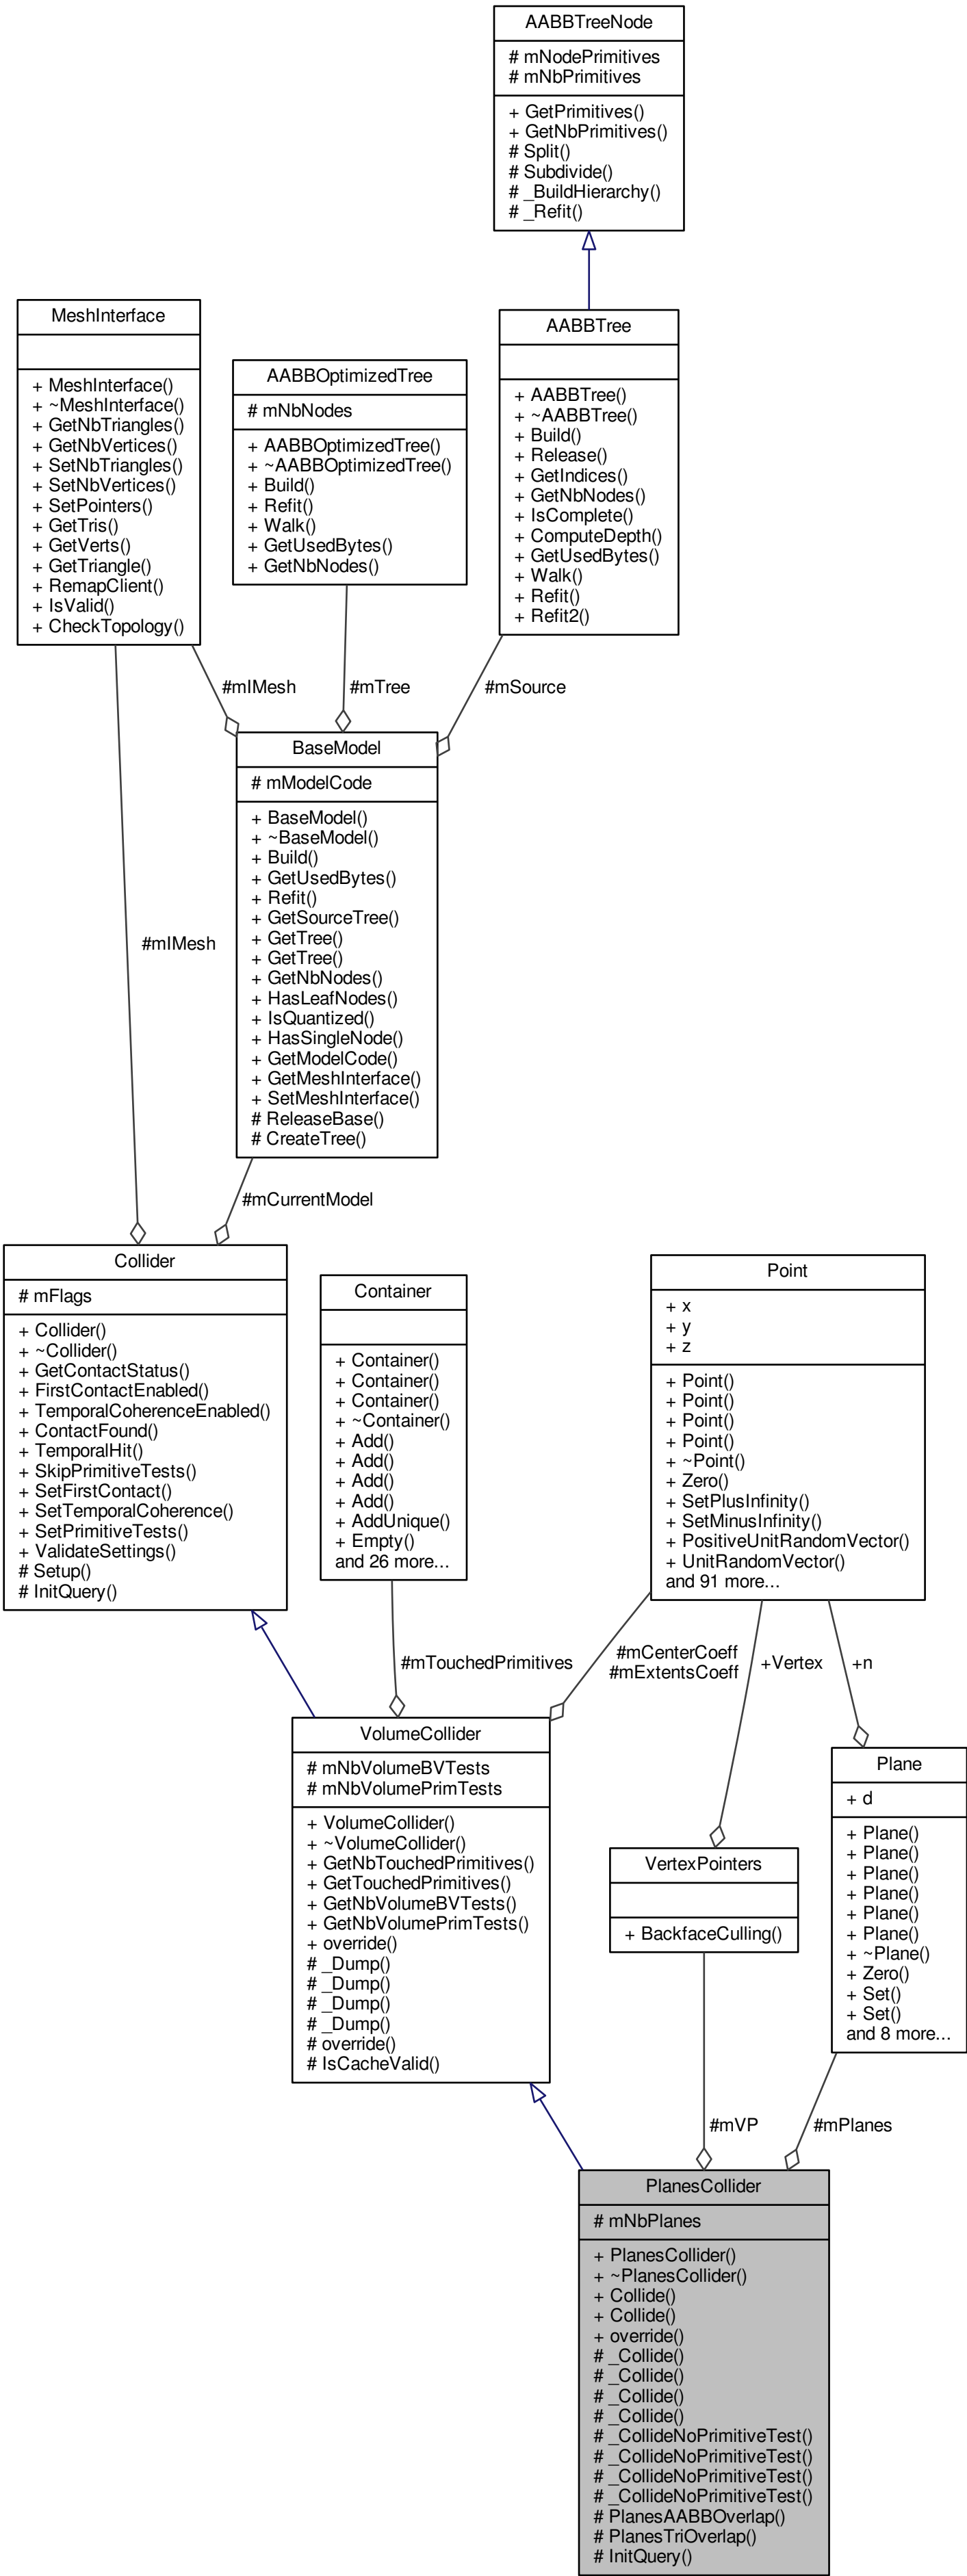 AABBTreeNode
# mNodePrimitives
# mNbPrimitives
+ GetPrimitives()
+ GetNbPrimitives()
# Split()
# Subdivide()
# _BuildHierarchy()
# _Refit()
MeshInterface
+ MeshInterface()
+ ~MeshInterface()
+ GetNbTriangles()
+ GetNbVertices()
+ SetNbTriangles()
+ SetNbVertices()
+ SetPointers()
+ GetTris()
+ GetVerts()
+ GetTriangle()
+ RemapClient()
+ IsValid()
+ CheckTopology()
AABBOptimizedTree
# mNbNodes
+ AABBOptimizedTree()
+ ~AABBOptimizedTree()
+ Build()
+ Refit()
+ Walk()
+ GetUsedBytes()
+ GetNbNodes()
AABBTree
+ AABBTree()
+ ~AABBTree()
+ Build()
+ Release()
+ GetIndices()
+ GetNbNodes()
+ IsComplete()
+ ComputeDepth()
+ GetUsedBytes()
+ Walk()
+ Refit()
+ Refit2()
#mIMesh
#mTree
#mSource
BaseModel
# mModelCode
+ BaseModel()
+ ~BaseModel()
+ Build()
+ GetUsedBytes()
+ Refit()
+ GetSourceTree()
+ GetTree()
+ GetTree()
+ GetNbNodes()
+ HasLeafNodes()
+ IsQuantized()
+ HasSingleNode()
+ GetModelCode()
+ GetMeshInterface()
+ SetMeshInterface()
# ReleaseBase()
# CreateTree()
#mIMesh
#mCurrentModel
Collider
# mFlags
+ Collider()
+ ~Collider()
+ GetContactStatus()
+ FirstContactEnabled()
+ TemporalCoherenceEnabled()
+ ContactFound()
+ TemporalHit()
+ SkipPrimitiveTests()
+ SetFirstContact()
+ SetTemporalCoherence()
+ SetPrimitiveTests()
+ ValidateSettings()
# Setup()
# InitQuery()
Container
+ Container()
+ Container()
+ Container()
+ ~Container()
+ Add()
+ Add()
+ Add()
+ Add()
+ AddUnique()
+ Empty()
and 26 more...
Point
+ x
+ y
+ z
+ Point()
+ Point()
+ Point()
+ Point()
+ ~Point()
+ Zero()
+ SetPlusInfinity()
+ SetMinusInfinity()
+ PositiveUnitRandomVector()
+ UnitRandomVector()
and 91 more...
#mTouchedPrimitives
#mCenterCoeff
#mExtentsCoeff
+Vertex
+n
VolumeCollider
# mNbVolumeBVTests
# mNbVolumePrimTests
+ VolumeCollider()
+ ~VolumeCollider()
+ GetNbTouchedPrimitives()
+ GetTouchedPrimitives()
+ GetNbVolumeBVTests()
+ GetNbVolumePrimTests()
+ override()
# _Dump()
# _Dump()
# _Dump()
# _Dump()
# override()
# IsCacheValid()
VertexPointers
+ BackfaceCulling()
Plane
+ d
+ Plane()
+ Plane()
+ Plane()
+ Plane()
+ Plane()
+ Plane()
+ ~Plane()
+ Zero()
+ Set()
+ Set()
and 8 more...
#mVP
#mPlanes
PlanesCollider
# mNbPlanes
+ PlanesCollider()
+ ~PlanesCollider()
+ Collide()
+ Collide()
+ override()
# _Collide()
# _Collide()
# _Collide()
# _Collide()
# _CollideNoPrimitiveTest()
# _CollideNoPrimitiveTest()
# _CollideNoPrimitiveTest()
# _CollideNoPrimitiveTest()
# PlanesAABBOverlap()
# PlanesTriOverlap()
# InitQuery()